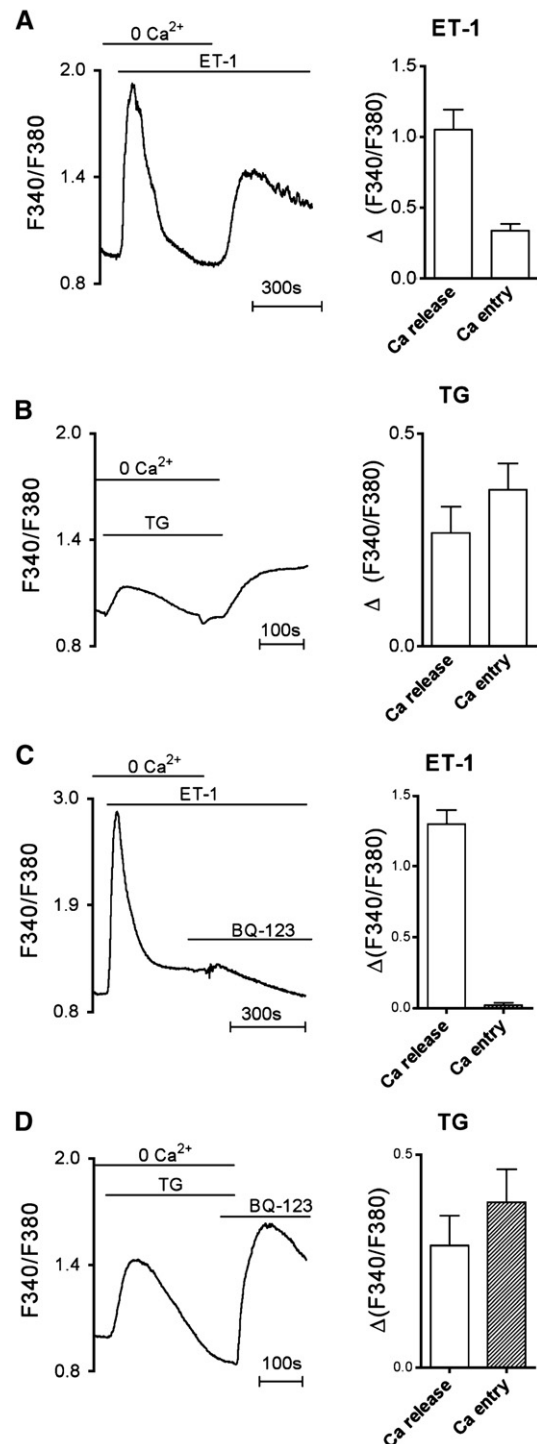 A
0 Ca²⁺
ET-1
2.0
1.4
0.8
F340/F380
300s
ET-1
1.5
1.0
0.5
0.0
Δ (F340/F380)
Ca release
Ca entry
B
2.0
1.4
0.8
F340/F380
0 Ca²⁺
TG
100s
TG
0.5
0.0
Δ (F340/F380)
Ca release
Ca entry
C
0 Ca²⁺
ET-1
3.0
1.9
0.8
F340/F380
BQ-123
300s
ET-1
1.5
1.0
0.5
0.0
Δ(F340/F380)
Ca release
Ca entry
D
2.0
1.4
0.8
F340/F380
0 Ca²⁺
TG
BQ-123
100s
TG
0.5
0.0
Δ(F340/F380)
Ca release
Ca entry